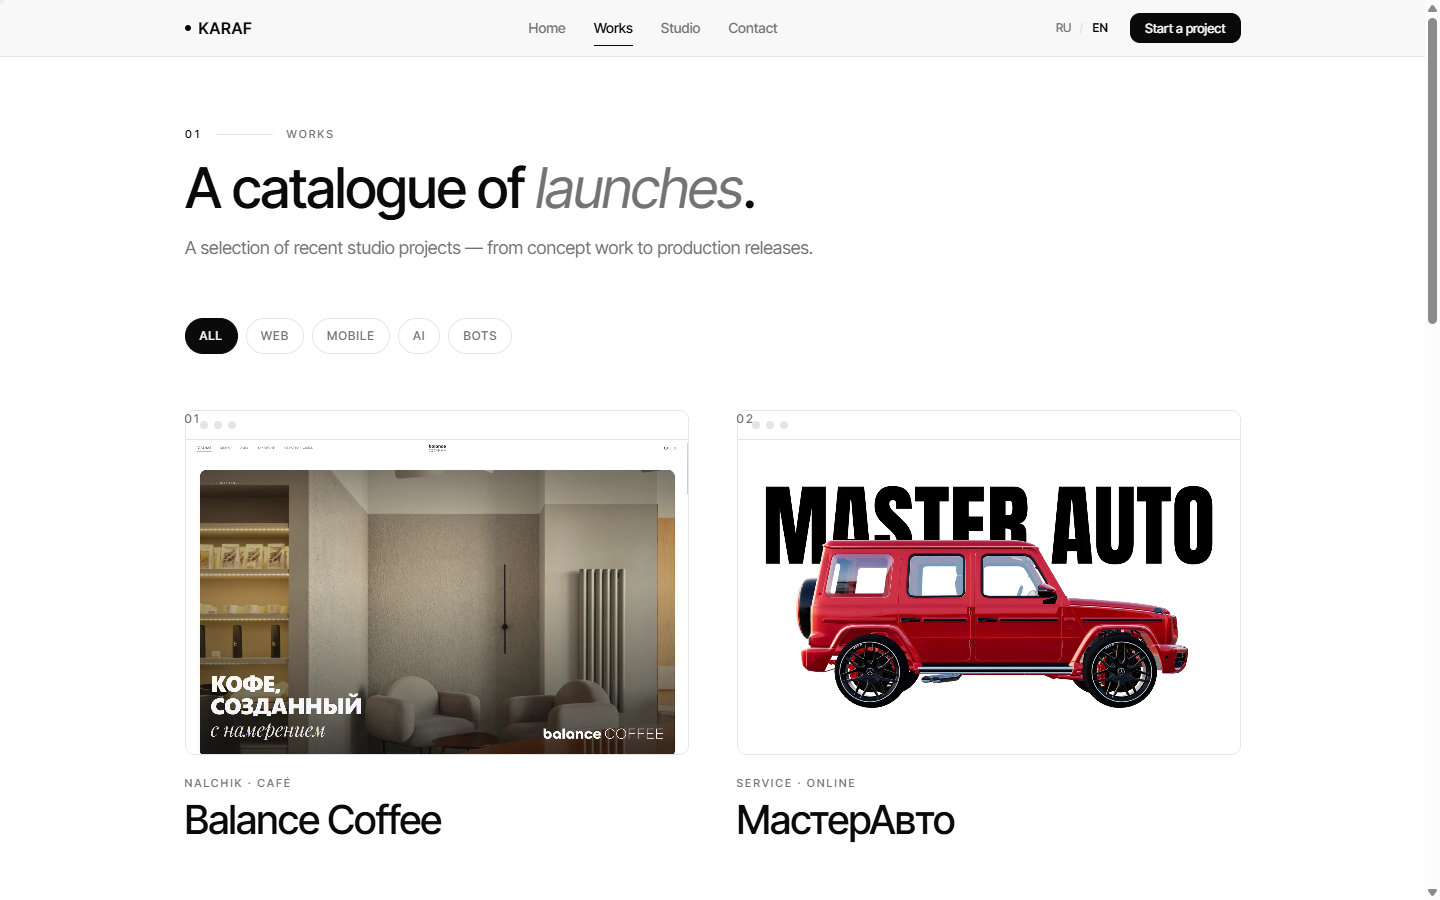 KARAF
Home
Works
Studio
Contact
RU / EN
Start a project
01
WORKS
A catalogue of launches.
A selection of recent studio projects — from concept work to production releases.
ALL
WEB
MOBILE
AI
BOTS
01
balance
КОФЕ,
СОЗДАННЫЙ
с намерением
balance COFFEE
NALCHIK · CAFÉ
Balance Coffee
02
MASTER AUTO
SERVICE · ONLINE
МастерАвто